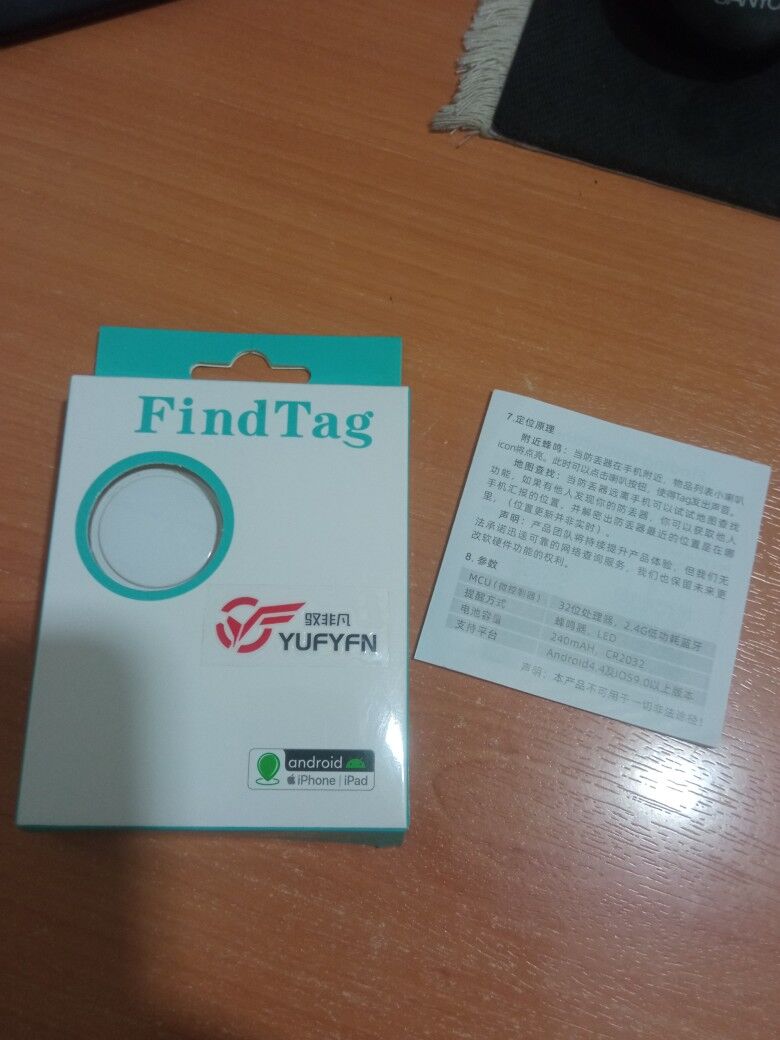 CANYO
FindTag
驭非凡
YUFYFN
android
iPhone | iPad
7.定位原理
附近蜂鸣：当防丢器在手机附近，物品列表小喇叭
icon将点亮。此时可以点击喇叭按钮，使得Tag发出声音。
地图查找：当防丢器远离手机可以试试地图查找
功能，如果有他人发现你的防丢器，你可以获取他人
手机汇报的位置，并解密出防丢器最近的位置是在哪
里，（位置更新并非实时）。
声明：产品团队将持续提升产品体验，但我们无
法承诺迅速可靠的网络查询服务，我们也保留未来更
改软硬件功能的权利。
8. 参数
MCU（微控制器） 32位处理器，2.4G低功耗蓝牙
提醒方式 蜂鸣器、LED
电池容量 240mAH，CR2032
支持平台 Android4.4及IOS9.0以上版本
声明：本产品不可用于一切非法途径！